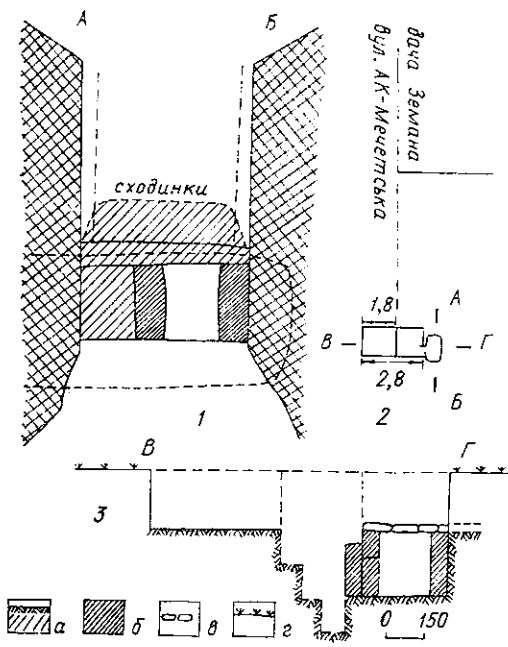 А
Б
сходинки
1
дача Земана
вул. АК-Мечетська
1,8
2,8
А
Б
В
Г
2
В
Г
3
а
б
в
г
0 150